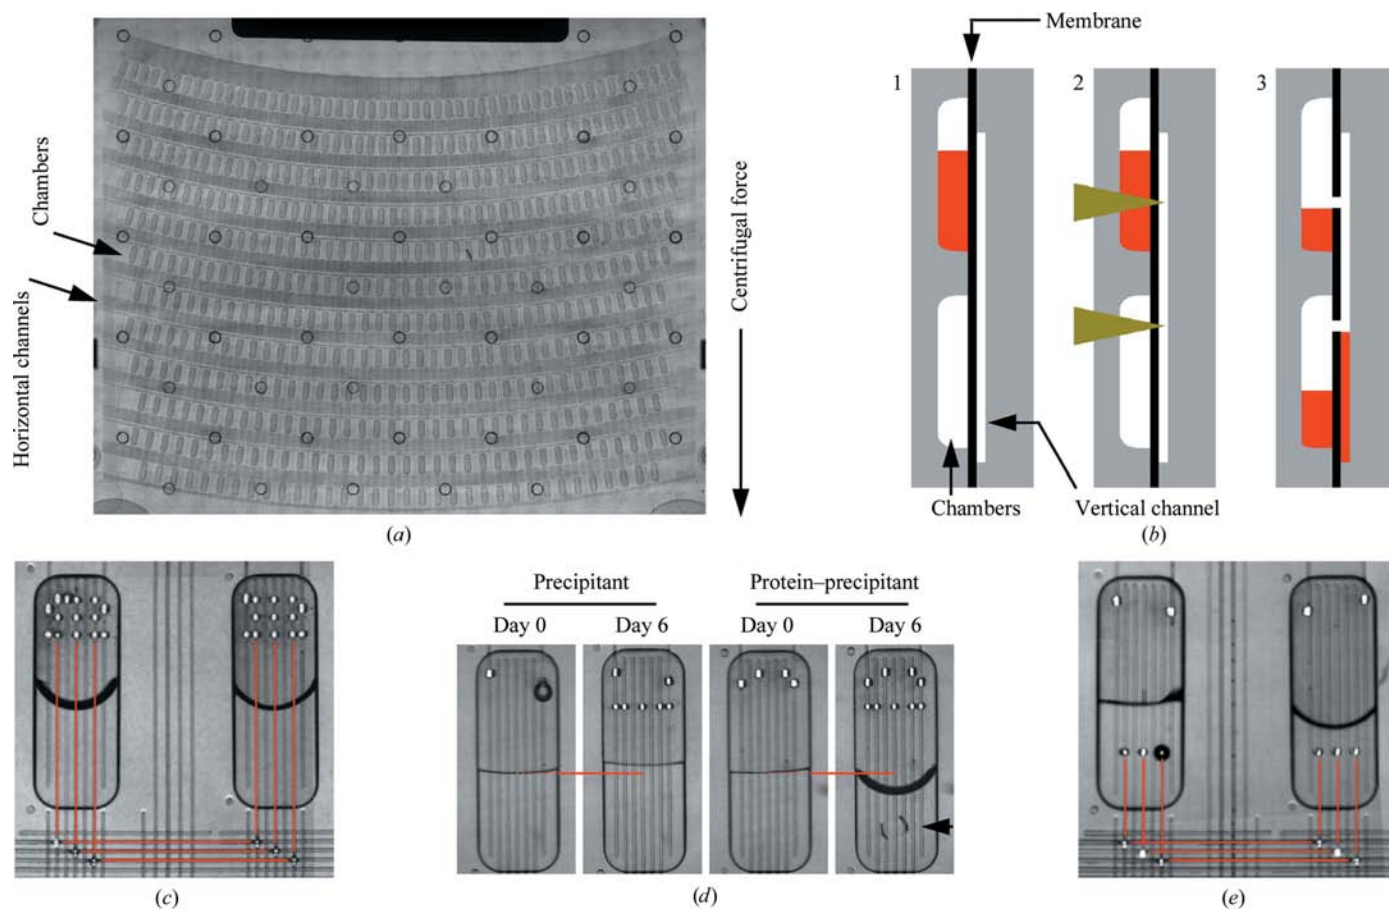 Membrane
1
2
3
Chambers
Horizontal channels
Centrifugal force
Chambers
Vertical channel
(a)
(b)
Precipitant
Protein–precipitant
Day 0
Day 6
Day 0
Day 6
(c)
(d)
(e)